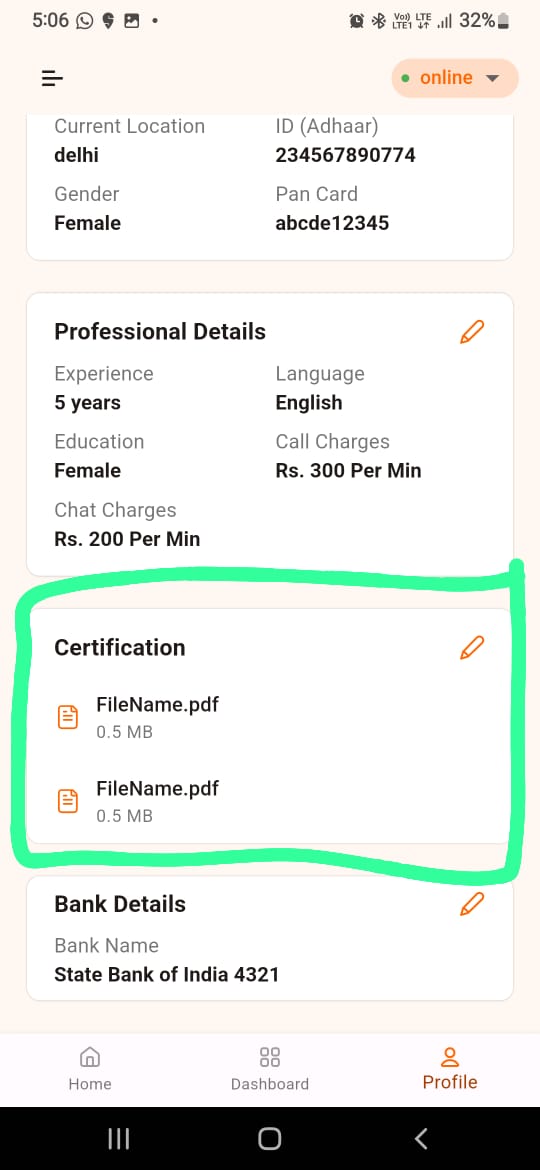 5:06
Vo)) LTE
LTE1
32%
online
Current Location ID (Adhaar)
delhi 234567890774
Gender Pan Card
Female abcde12345
Professional Details
Experience Language
5 years English
Education Call Charges
Female Rs. 300 Per Min
Chat Charges
Rs. 200 Per Min
Certification
FileName.pdf
0.5 MB
FileName.pdf
0.5 MB
Bank Details
Bank Name
State Bank of India 4321
Home Dashboard Profile